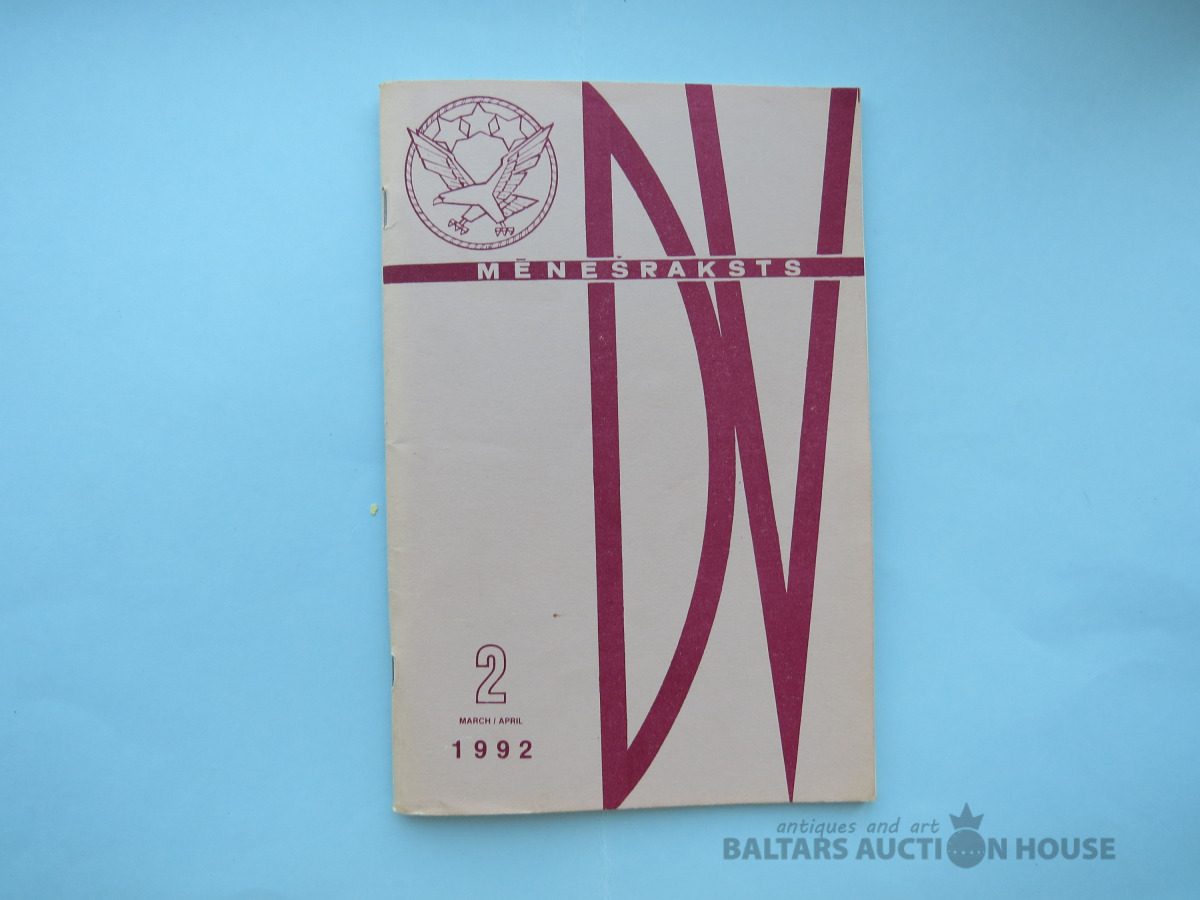 DV
MĒNEŠRAKSTS
2
MARCH / APRIL
1992
antiques and art
BALTARS AUCTION HOUSE